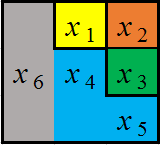 x₁ x₂
x₆ x₄ x₃
x₅